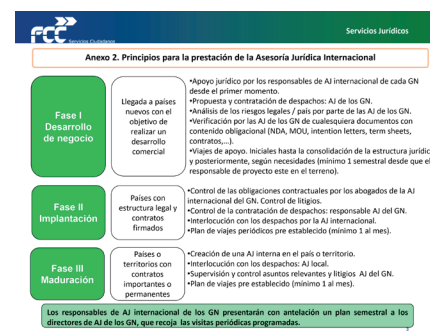 FCC
Servicios Ciudadanos
Servicios Jurídicos
Anexo 2. Principios para la prestación de la Asesoría Jurídica Internacional
Fase I
Desarrollo
de negocio
Llegada a países
nuevos con el
objetivo de
realizar un
desarrollo
comercial
•Apoyo jurídico por los responsables de AJ internacional de cada GN
desde el primer momento.
•Propuesta y contratación de despachos: AJ de los GN.
•Análisis de los riesgos legales / país por parte de las AJ de los GN.
•Verificación por las AJ de los GN de cualesquiera documentos con
contenido obligacional (NDA, MOU, intention letters, term sheets,
contratos,...).
•Viajes de apoyo. Iniciales hasta la consolidación de la estructura jurídic
y posteriormente, según necesidades (mínimo 1 semestral desde que el
responsable de proyecto este en el terreno).
Fase II
Implantación
Países con
estructura legal y
contratos
firmados
•Control de las obligaciones contractuales por los abogados de la AJ
internacional del GN. Control de litigios.
•Control de la contratación de despachos: responsable AJ del GN.
•Interlocución con despachos por la AJ internacional.
•Plan de viajes periódicos pre establecido (mínimo 1 al mes).
Fase III
Maduración
Países o
territorios con
contratos
importantes o
permanentes
•Creación de una AJ interna en el país o territorio.
•Interlocución con los despachos: AJ local.
•Supervisión y control asuntos relevantes y litigios AJ del GN.
•Plan de viajes pre establecido (mínimo 1 al mes).
Los responsables de AJ internacional de los GN presentarán con antelación un plan semestral a los
directores de AJ de los GN, que recoja las visitas periódicas programadas.